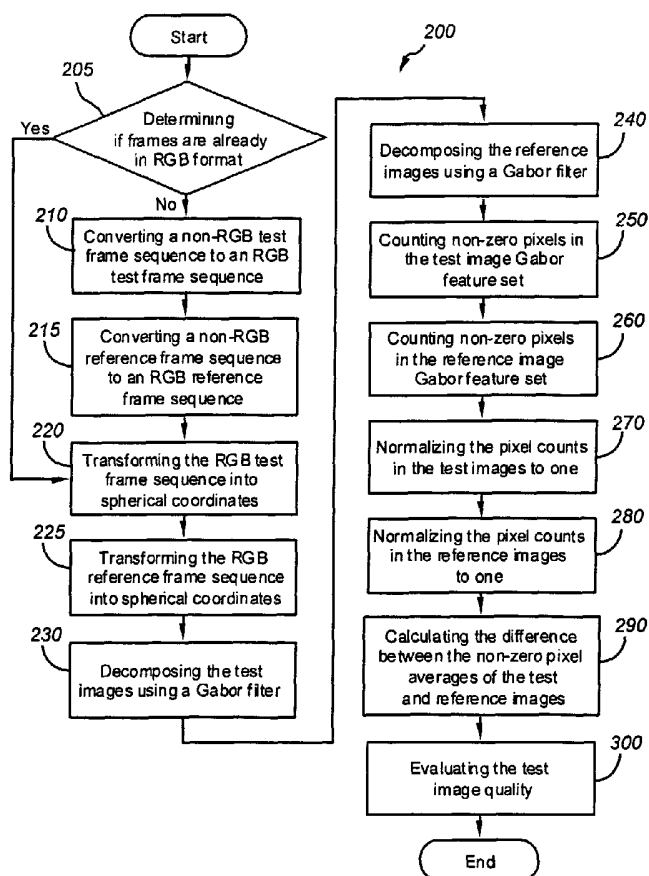 Start
200
205
Yes
Determining
if frames are already
in RGB format
No
210
Converting a non-RGB test
frame sequence to an RGB
test frame sequence
215
Converting a non-RGB
reference frame sequence
to an RGB reference
frame sequence
220
Transforming the RGB test
frame sequence into
spherical coordinates
225
Transforming the RGB
reference frame sequence
into spherical coordinates
230
Decomposing the test
images using a Gabor filter
240
Decomposing the reference
images using a Gabor filter
250
Counting non-zero pixels in
the test image Gabor
feature set
260
Counting non-zero pixels
in the reference image
Gabor feature set
270
Normalizing the pixel counts
in the test images to one
280
Normalizing the pixel counts
in the reference images
to one
290
Calculating the difference
between the non-zero pixel
averages of the test
and reference images
300
Evaluating the test
image quality
End